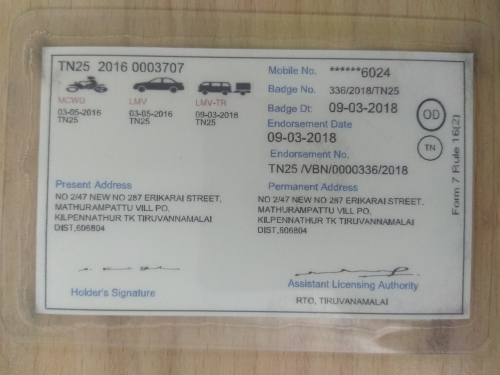 TN25 2016 0003707
MCWG LMV LMV-TR
03-05-2016 03-05-2016 09-03-2018
TN25 TN25 TN25
Mobile No. ******6024
Badge No. 336/2018/TN25
Badge Dt: 09-03-2018
Endorsement Date
09-03-2018
Endorsement No.
TN25 /VBN/0000336/2018
OD
TN
Form 7 Rule 16(2)
Present Address
NO 2/47 NEW NO 287 ERIKARAI STREET,
MATHURAMPATTU VILL PO,
KILPENNATHUR TK TIRUVANNAMALAI
DIST,606804
Permanent Address
NO 2/47 NEW NO 287 ERIKARAI STREET,
MATHURAMPATTU VILL PO,
KILPENNATHUR TK TIRUVANNAMALAI
DIST,606804
Holder's Signature
Assistant Licensing Authority
RTO, TIRUVANAMALAI